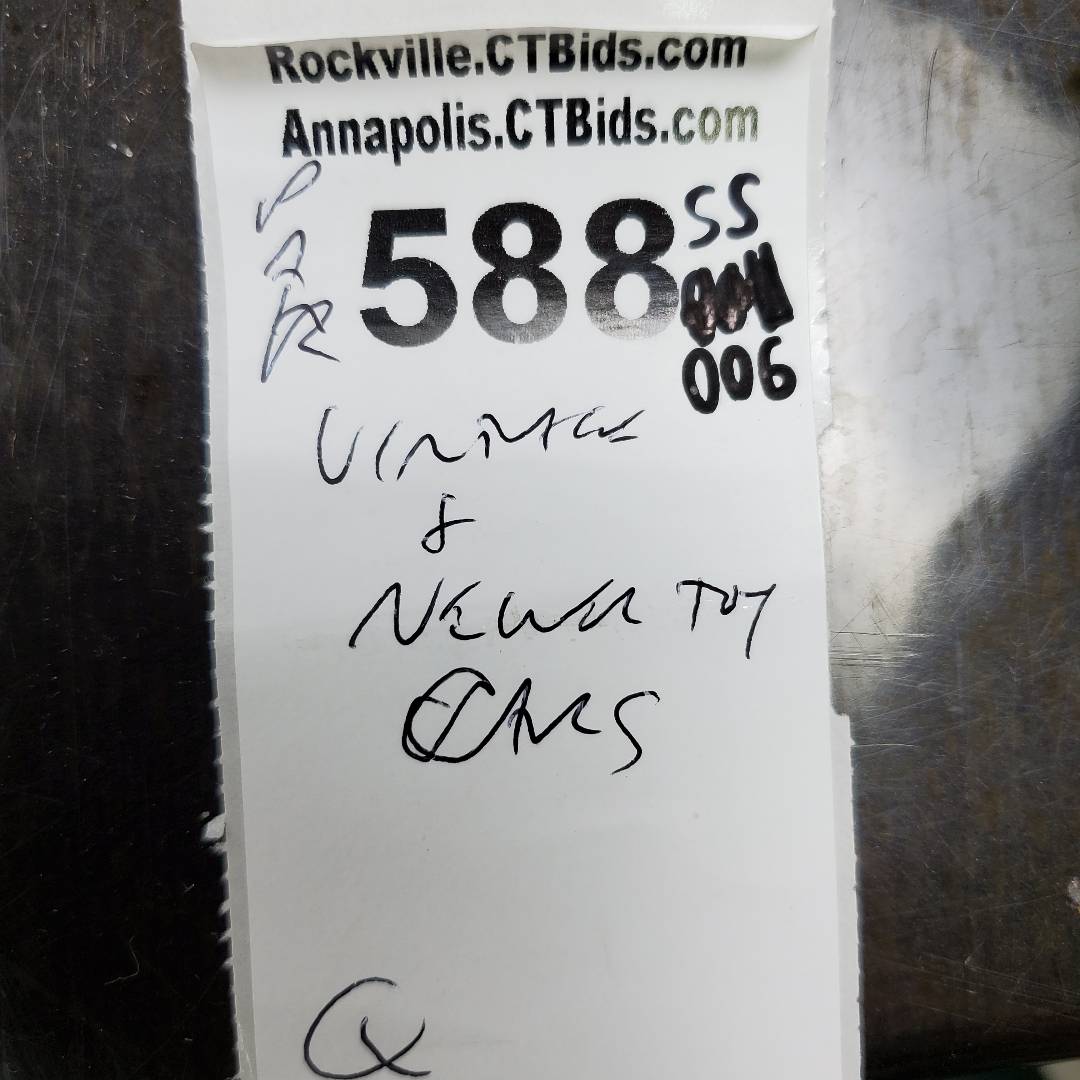 Rockville.CTBids.com
Annapolis.CTBids.com
588
SS
006
VINTAGE
&
NEWER TOY
CARS
Q